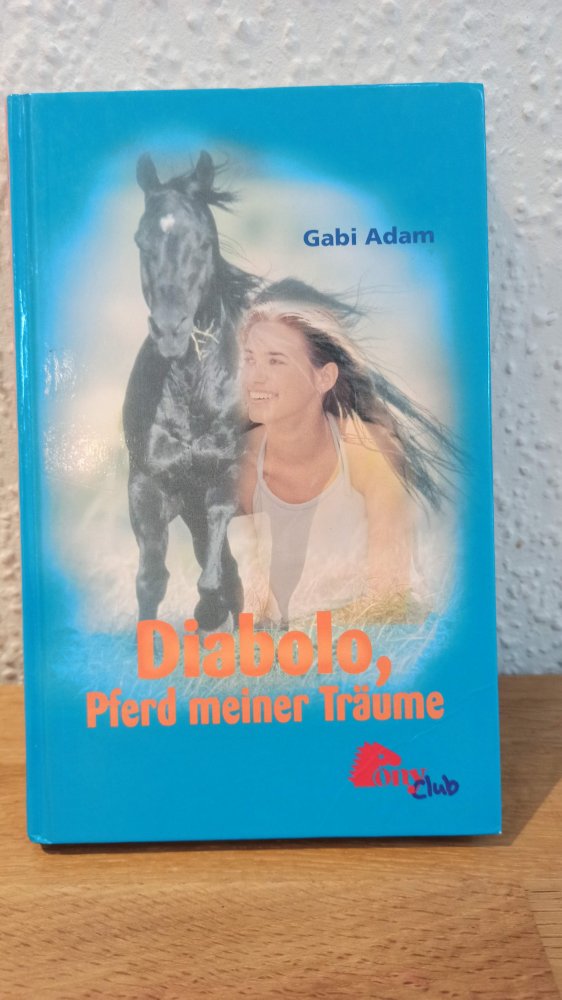 Gabi Adam
Diabolo,
Pferd meiner Träume
Pony
Club